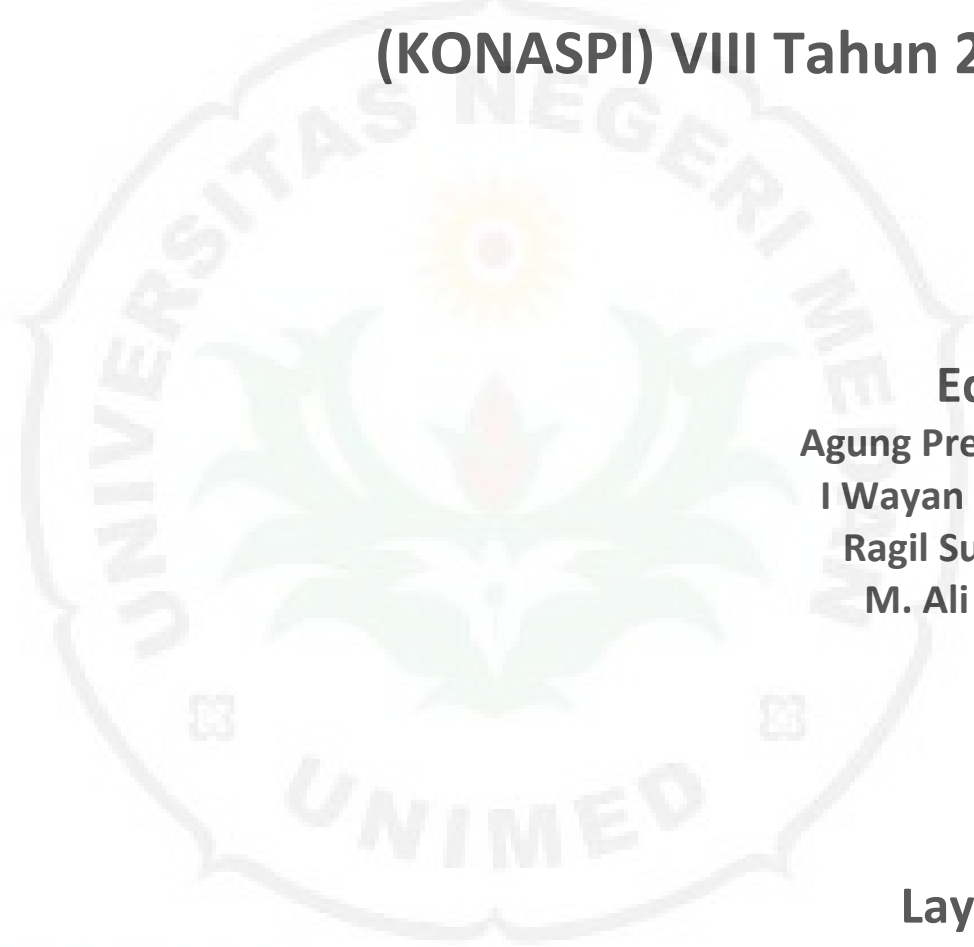 (KONASPI) VIII Tahun 2
Ed
Agung Pre
I Wayan
Ragil Su
M. Ali
Lay
UNIVERSITAS NEGERI MEDAN
UNIMED